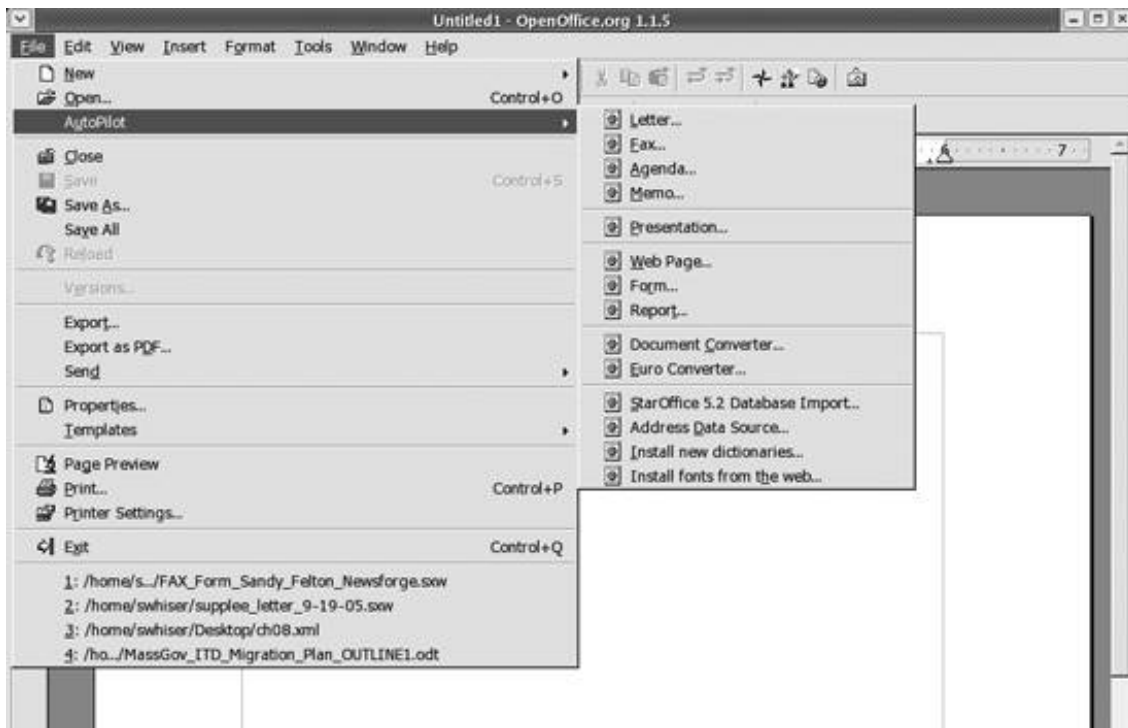 Untitled1 - OpenOffice.org 1.1.5
File Edit View Insert Format Tools Window Help
New
Open... Control+O
AutoPilot
Close
Save Control+S
Save As...
Save All
Reload
Versions...
Export...
Export as PDF...
Send
Properties...
Templates
Page Preview
Print... Control+P
Printer Settings...
Exit Control+Q
1: /home/s.../FAX_Form_Sandy_Felton_Newsforge.sxw
2: /home/swhiser/supplee_letter_9-19-05.sxw
3: /home/swhiser/Desktop/ch08.xml
4: /ho.../MassGov_ITD_Migration_Plan_OUTLINE1.odt
Letter...
Fax...
Agenda...
Memo...
Presentation...
Web Page...
Form...
Report...
Document Converter...
Euro Converter...
StarOffice 5.2 Database Import...
Address Data Source...
Install new dictionaries...
Install fonts from the web...
6 7